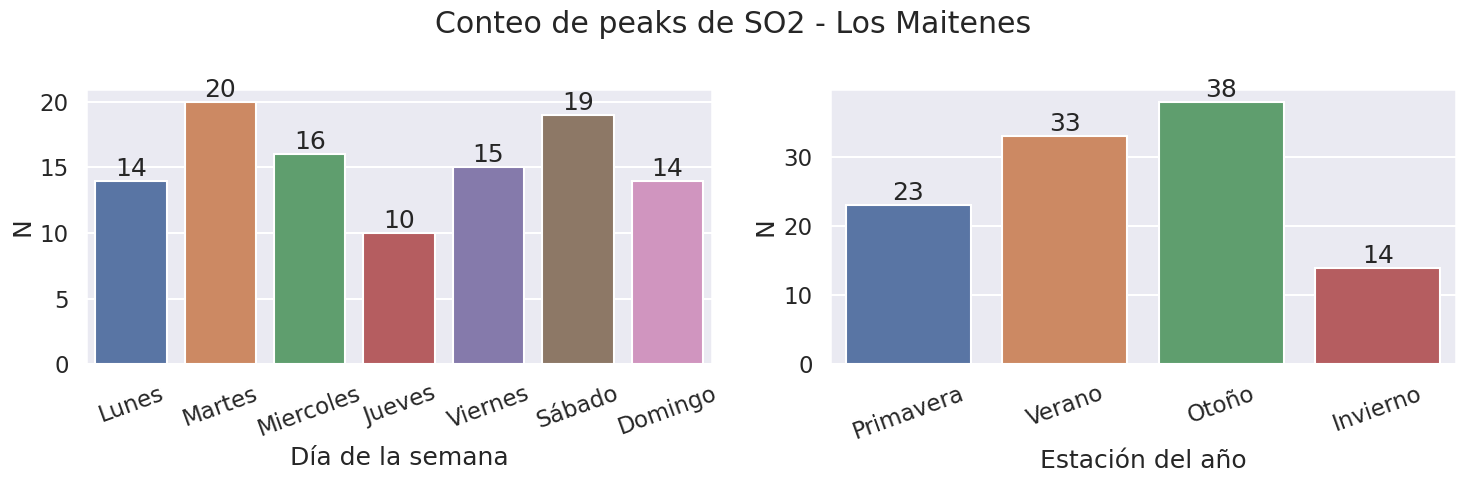 Conteo de peaks de SO2 - Los Maitenes
20
15
10
5
0
N
14
20
16
10
15
19
14
Lunes
Martes
Miercoles
Jueves
Viernes
Sábado
Domingo
Día de la semana
30
20
10
0
N
23
33
38
14
Primavera
Verano
Otoño
Invierno
Estación del año